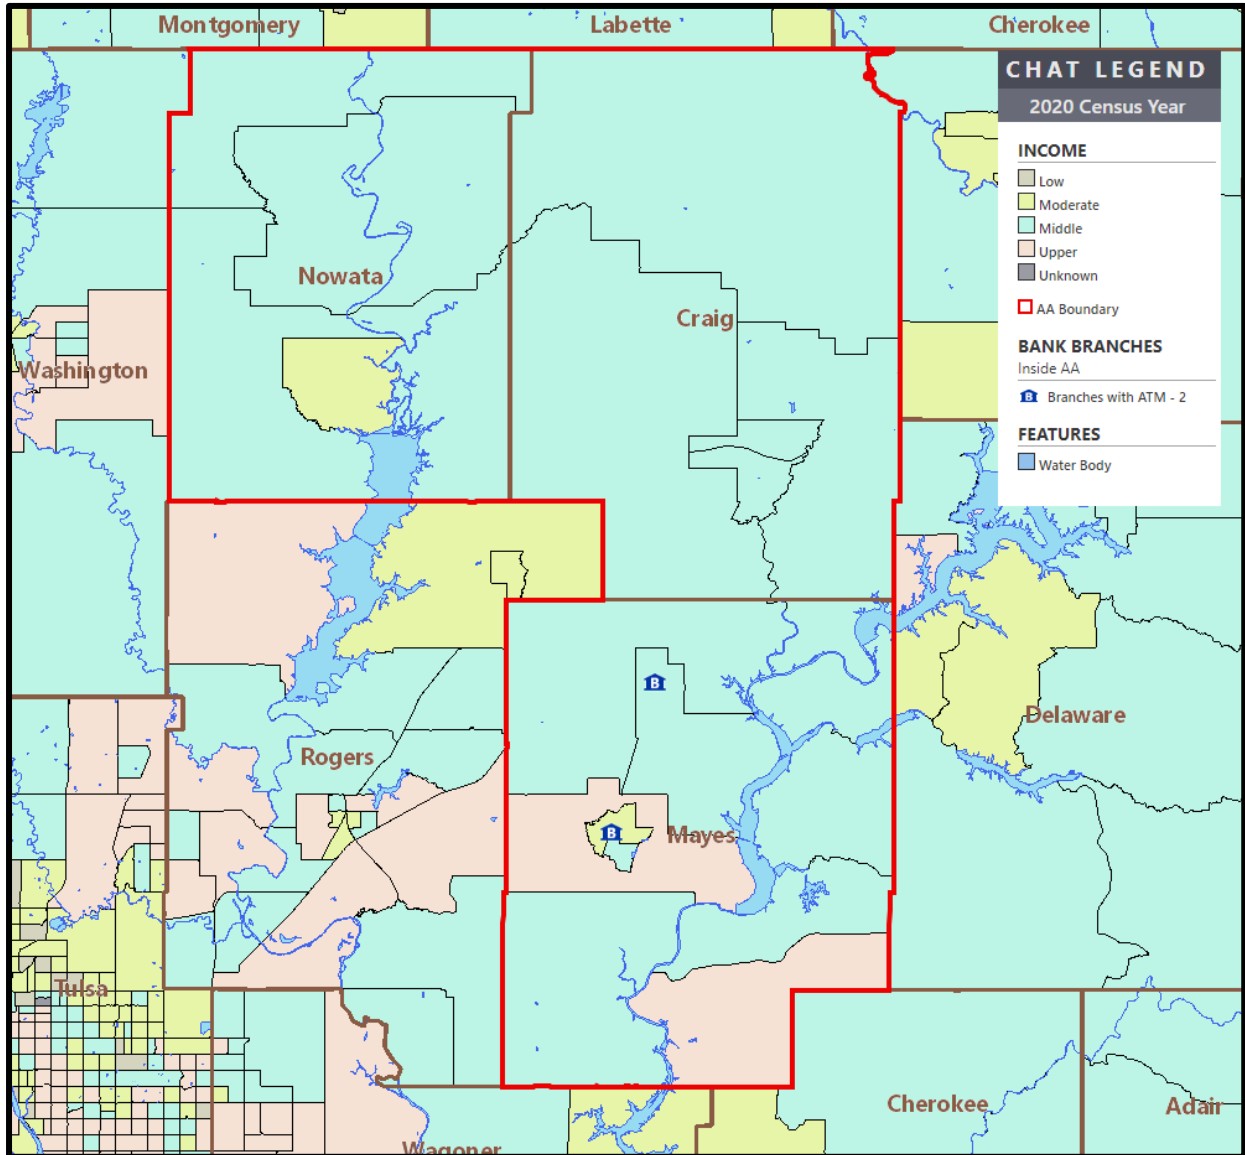 Montgomery
Labette
Cherokee
CHAT LEGEND
2020 Census Year
INCOME
Low
Moderate
Middle
Upper
Unknown
AA Boundary
BANK BRANCHES
Inside AA
B Branches with ATM - 2
FEATURES
Water Body
Nowata
Craig
Washington
B
Delaware
Rogers
B
Mayes
Tulsa
Cherokee
Adair
Wagoner